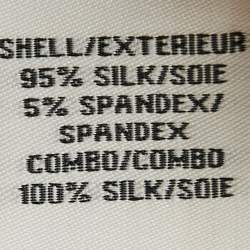 SHELL/EXTERIEUR
95% SILK/SOIE
5% SPANDEX/
SPANDEX
COMBO/COMBO
100% SILK/SOIE